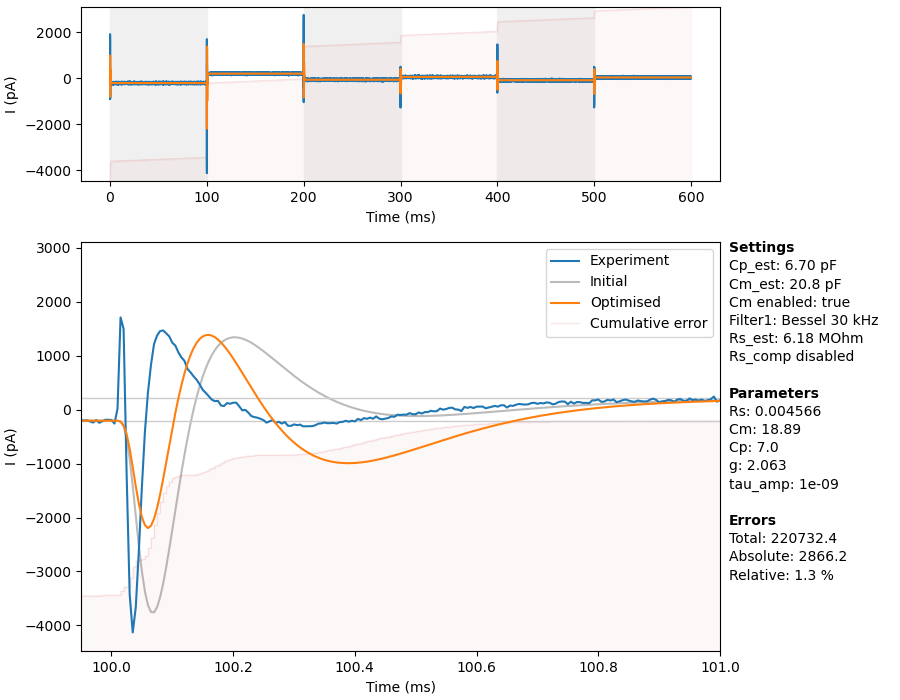 2000
0
−2000
−4000
I (pA)
0
100
200
300
400
500
600
Time (ms)
3000
2000
1000
0
−1000
−2000
−3000
−4000
I (pA)
100.0
100.2
100.4
100.6
100.8
101.0
Time (ms)
Experiment
Initial
Optimised
Cumulative error
Settings
Cp_est: 6.70 pF
Cm_est: 20.8 pF
Cm enabled: true
Filter1: Bessel 30 kHz
Rs_est: 6.18 MOhm
Rs_comp disabled
Parameters
Rs: 0.004566
Cm: 18.89
Cp: 7.0
g: 2.063
tau_amp: 1e-09
Errors
Total: 220732.4
Absolute: 2866.2
Relative: 1.3 %